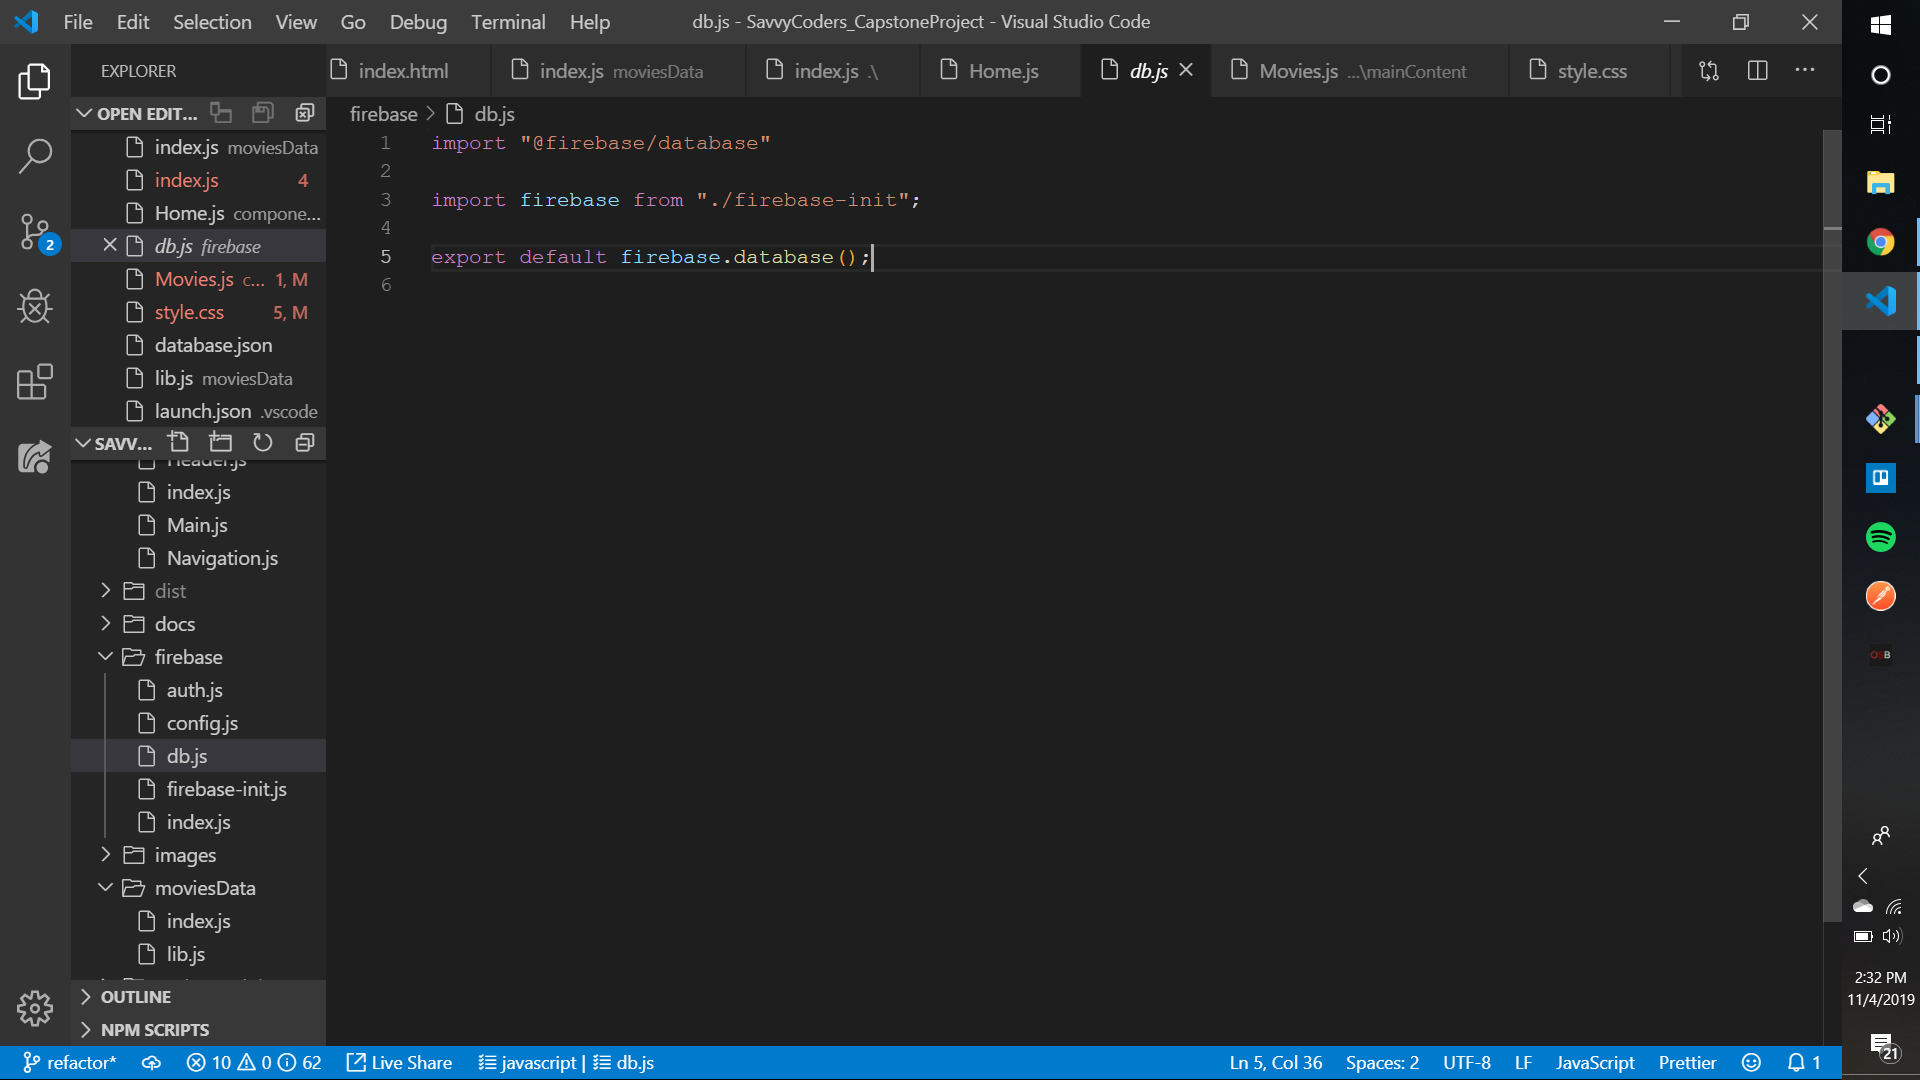 File Edit Selection View Go Debug Terminal Help
db.js - SavvyCoders_CapstoneProject - Visual Studio Code
EXPLORER
index.html
index.js moviesData
index.js .\
Home.js
db.js
Movies.js ...\mainContent
style.css
OPEN EDIT...
firebase > db.js
index.js moviesData
index.js 4
Home.js compone...
db.js firebase
Movies.js c... 1, M
style.css 5, M
database.json
lib.js moviesData
launch.json .vscode
1 import "@firebase/database"
2
3 import firebase from "./firebase-init";
4
5 export default firebase.database();
6
2
SAVV...
Header.js
index.js
Main.js
Navigation.js
dist
docs
firebase
auth.js
config.js
db.js
firebase-init.js
index.js
images
moviesData
index.js
lib.js
OUTLINE
NPM SCRIPTS
refactor* 10 0 62 Live Share javascript | db.js
Ln 5, Col 36 Spaces: 2 UTF-8 LF JavaScript Prettier 1
OSB
2:32 PM
11/4/2019
21